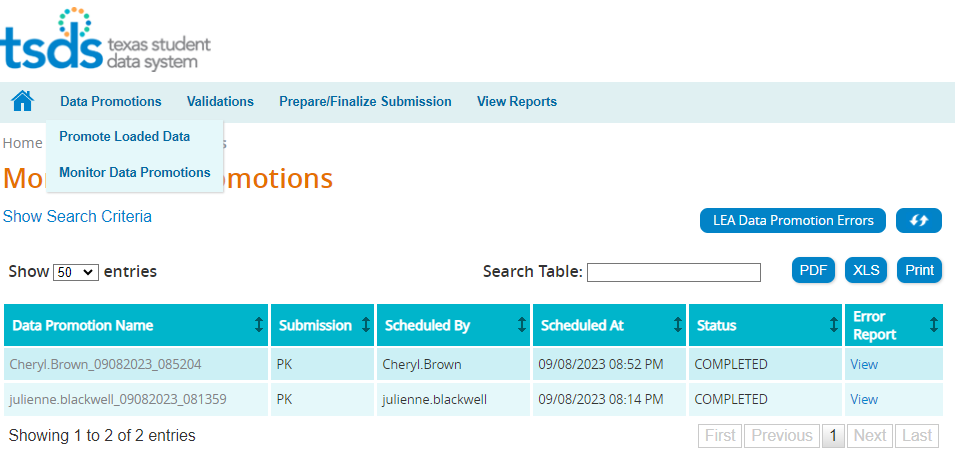 tsds texas student
data system
Data Promotions Validations Prepare/Finalize Submission View Reports
Promote Loaded Data
Home s
Monitor Data Promotions
Mo omotions
Show Search Criteria
LEA Data Promotion Errors
Show 50 entries Search Table: PDF XLS Print
Data Promotion Name Submission Scheduled By Scheduled At Status Error Report
Cheryl.Brown_09082023_085204 PK Cheryl.Brown 09/08/2023 08:52 PM COMPLETED View
julienne.blackwell_09082023_081359 PK julienne.blackwell 09/08/2023 08:14 PM COMPLETED View
Showing 1 to 2 of 2 entries First Previous 1 Next Last